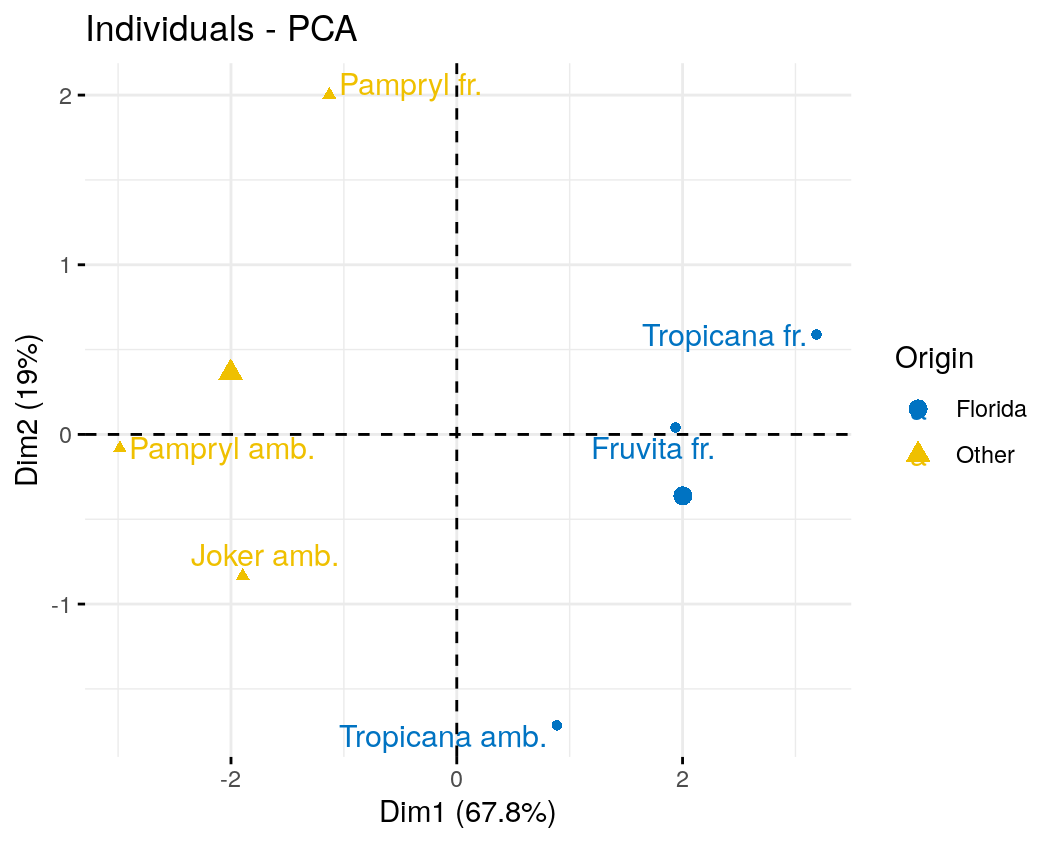 Individuals - PCA
Pampryl fr.
Tropicana fr.
Pampryl amb.
Fruvita fr.
Joker amb.
Tropicana amb.
2
1
0
-1
-2
0
2
Dim2 (19%)
Dim1 (67.8%)
Origin
a Florida
a Other